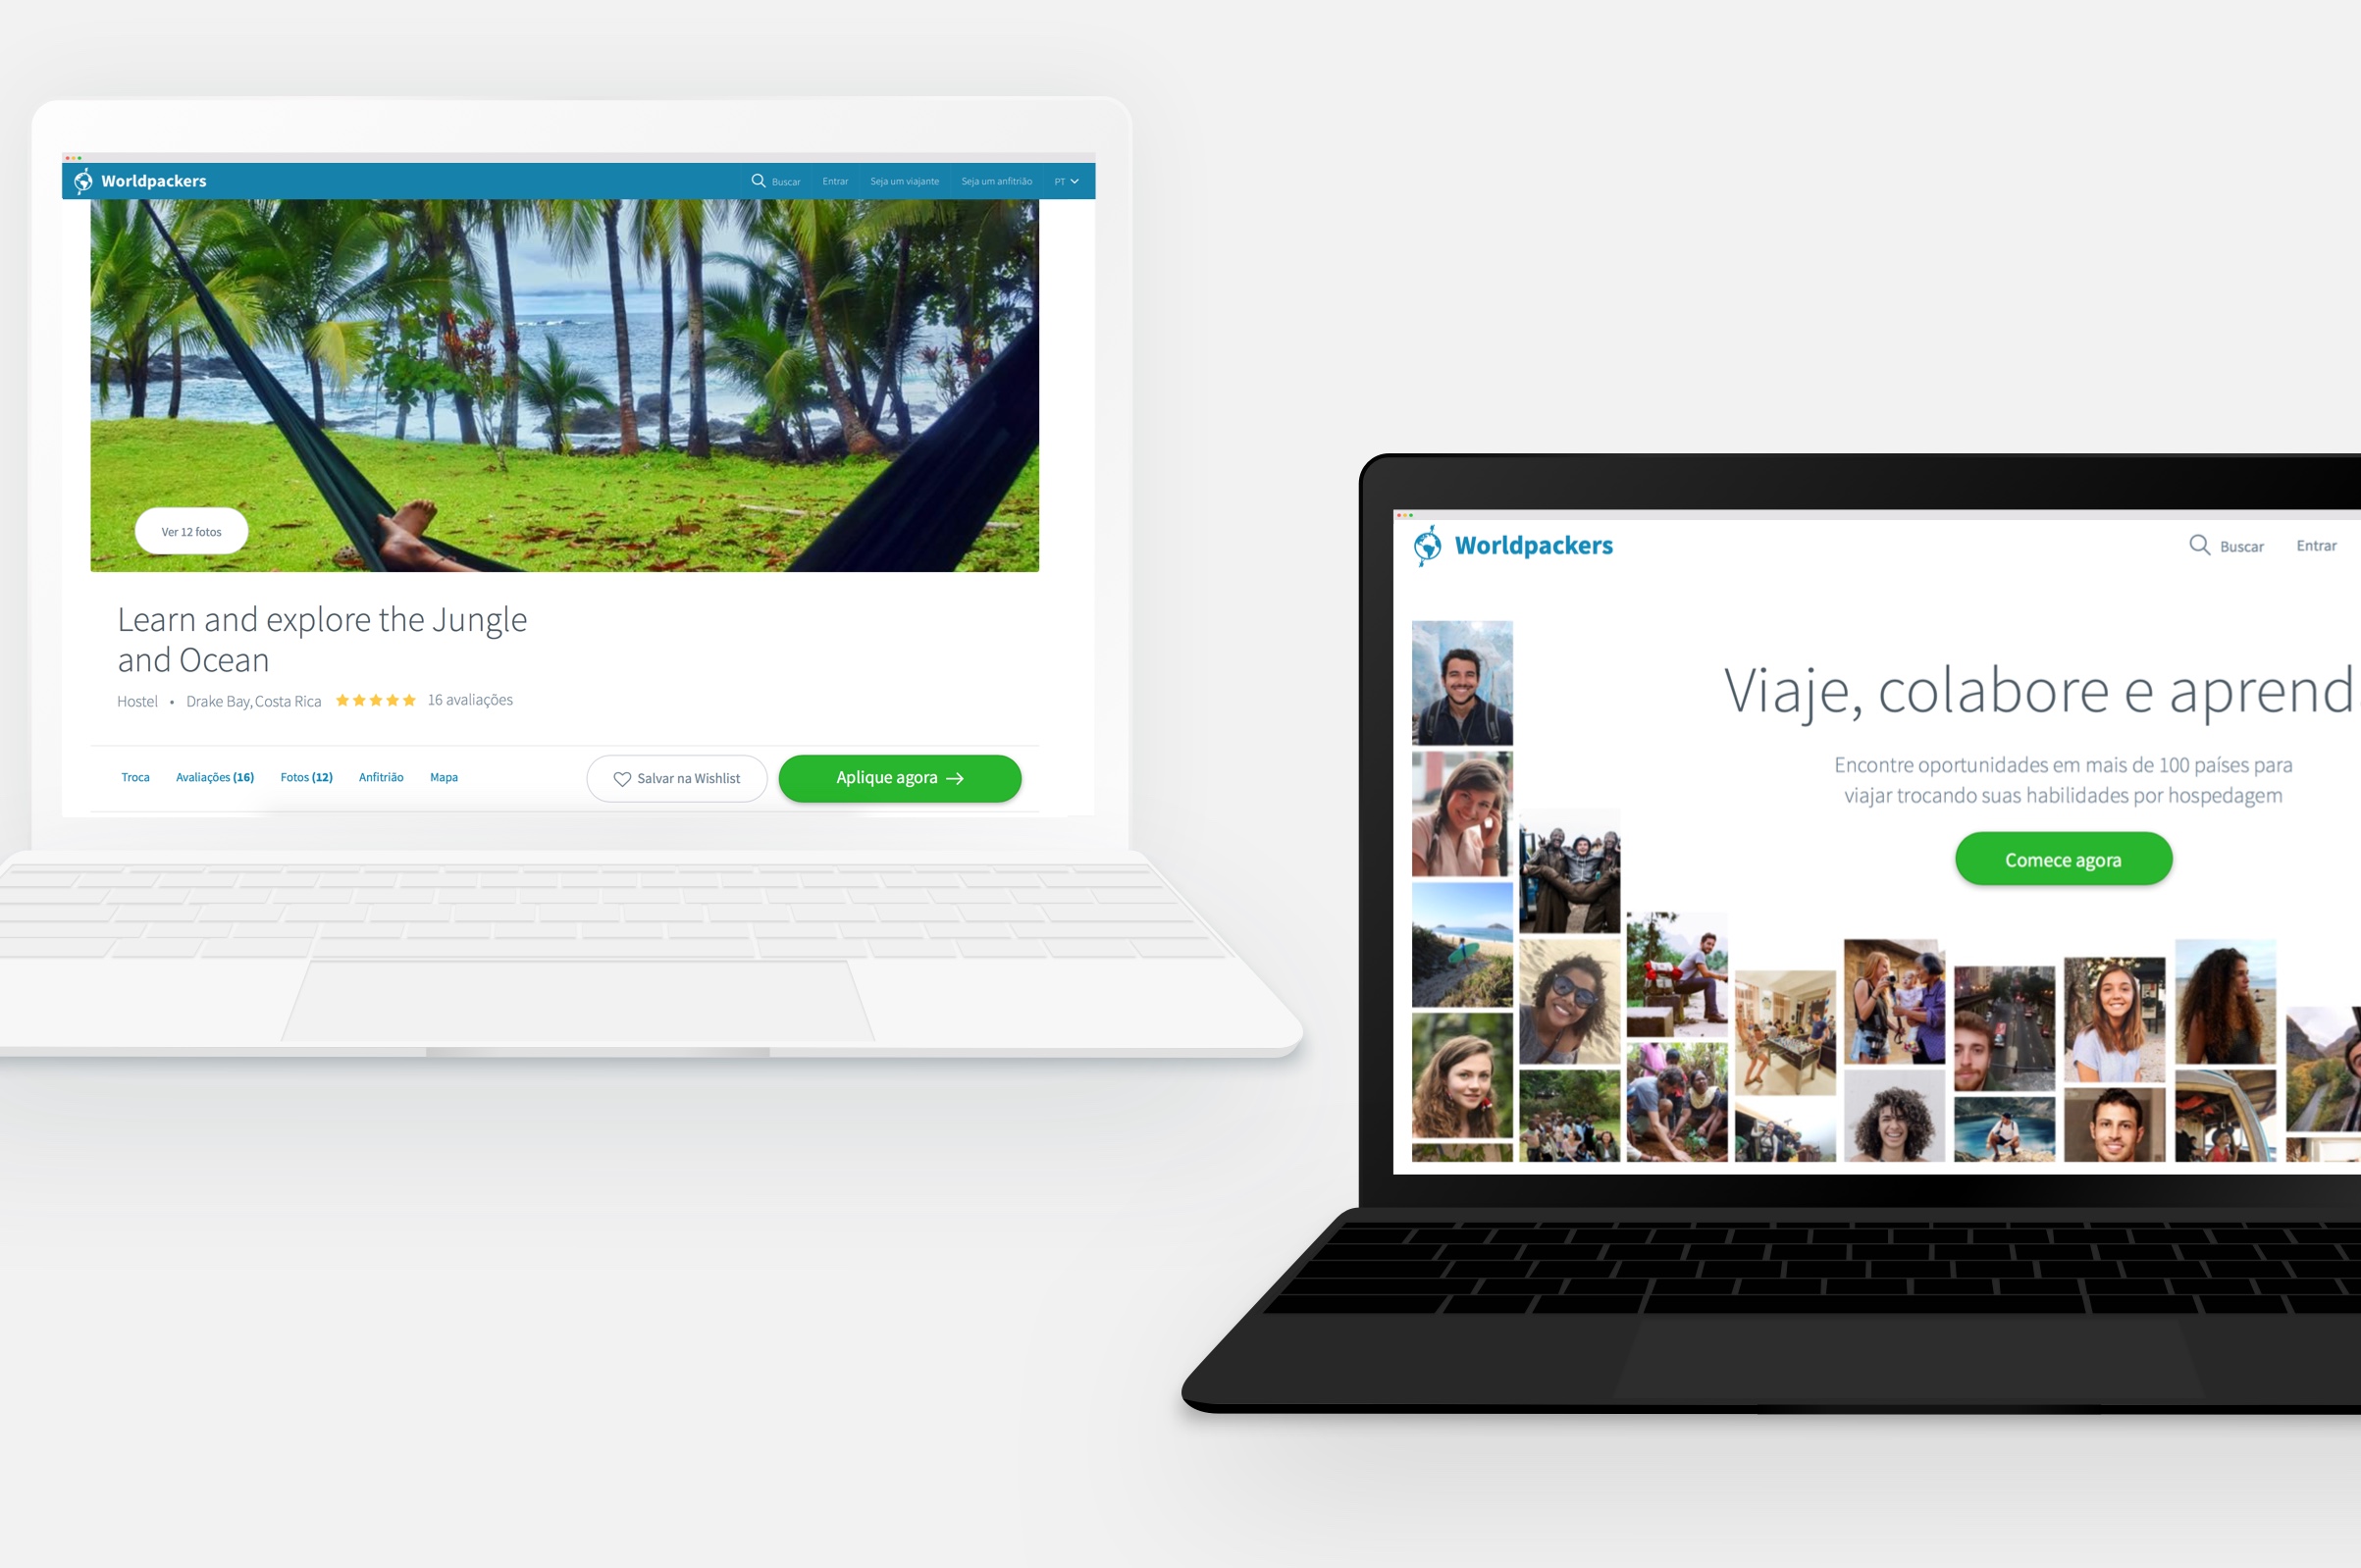 Worldpackers
Buscar
Entrar
Seja um viajante
Seja um anfitrião
PT
Ver 12 fotos
Learn and explore the Jungle
and Ocean
Hostel • Drake Bay, Costa Rica
16 avaliações
Troca
Avaliações (16)
Fotos (12)
Anfitrião
Mapa
Salvar na Wishlist
Aplique agora →
Worldpackers
Buscar
Entrar
Viaje, colabore e aprend
Encontre oportunidades em mais de 100 países para
viajar trocando suas habilidades por hospedagem
Comece agora